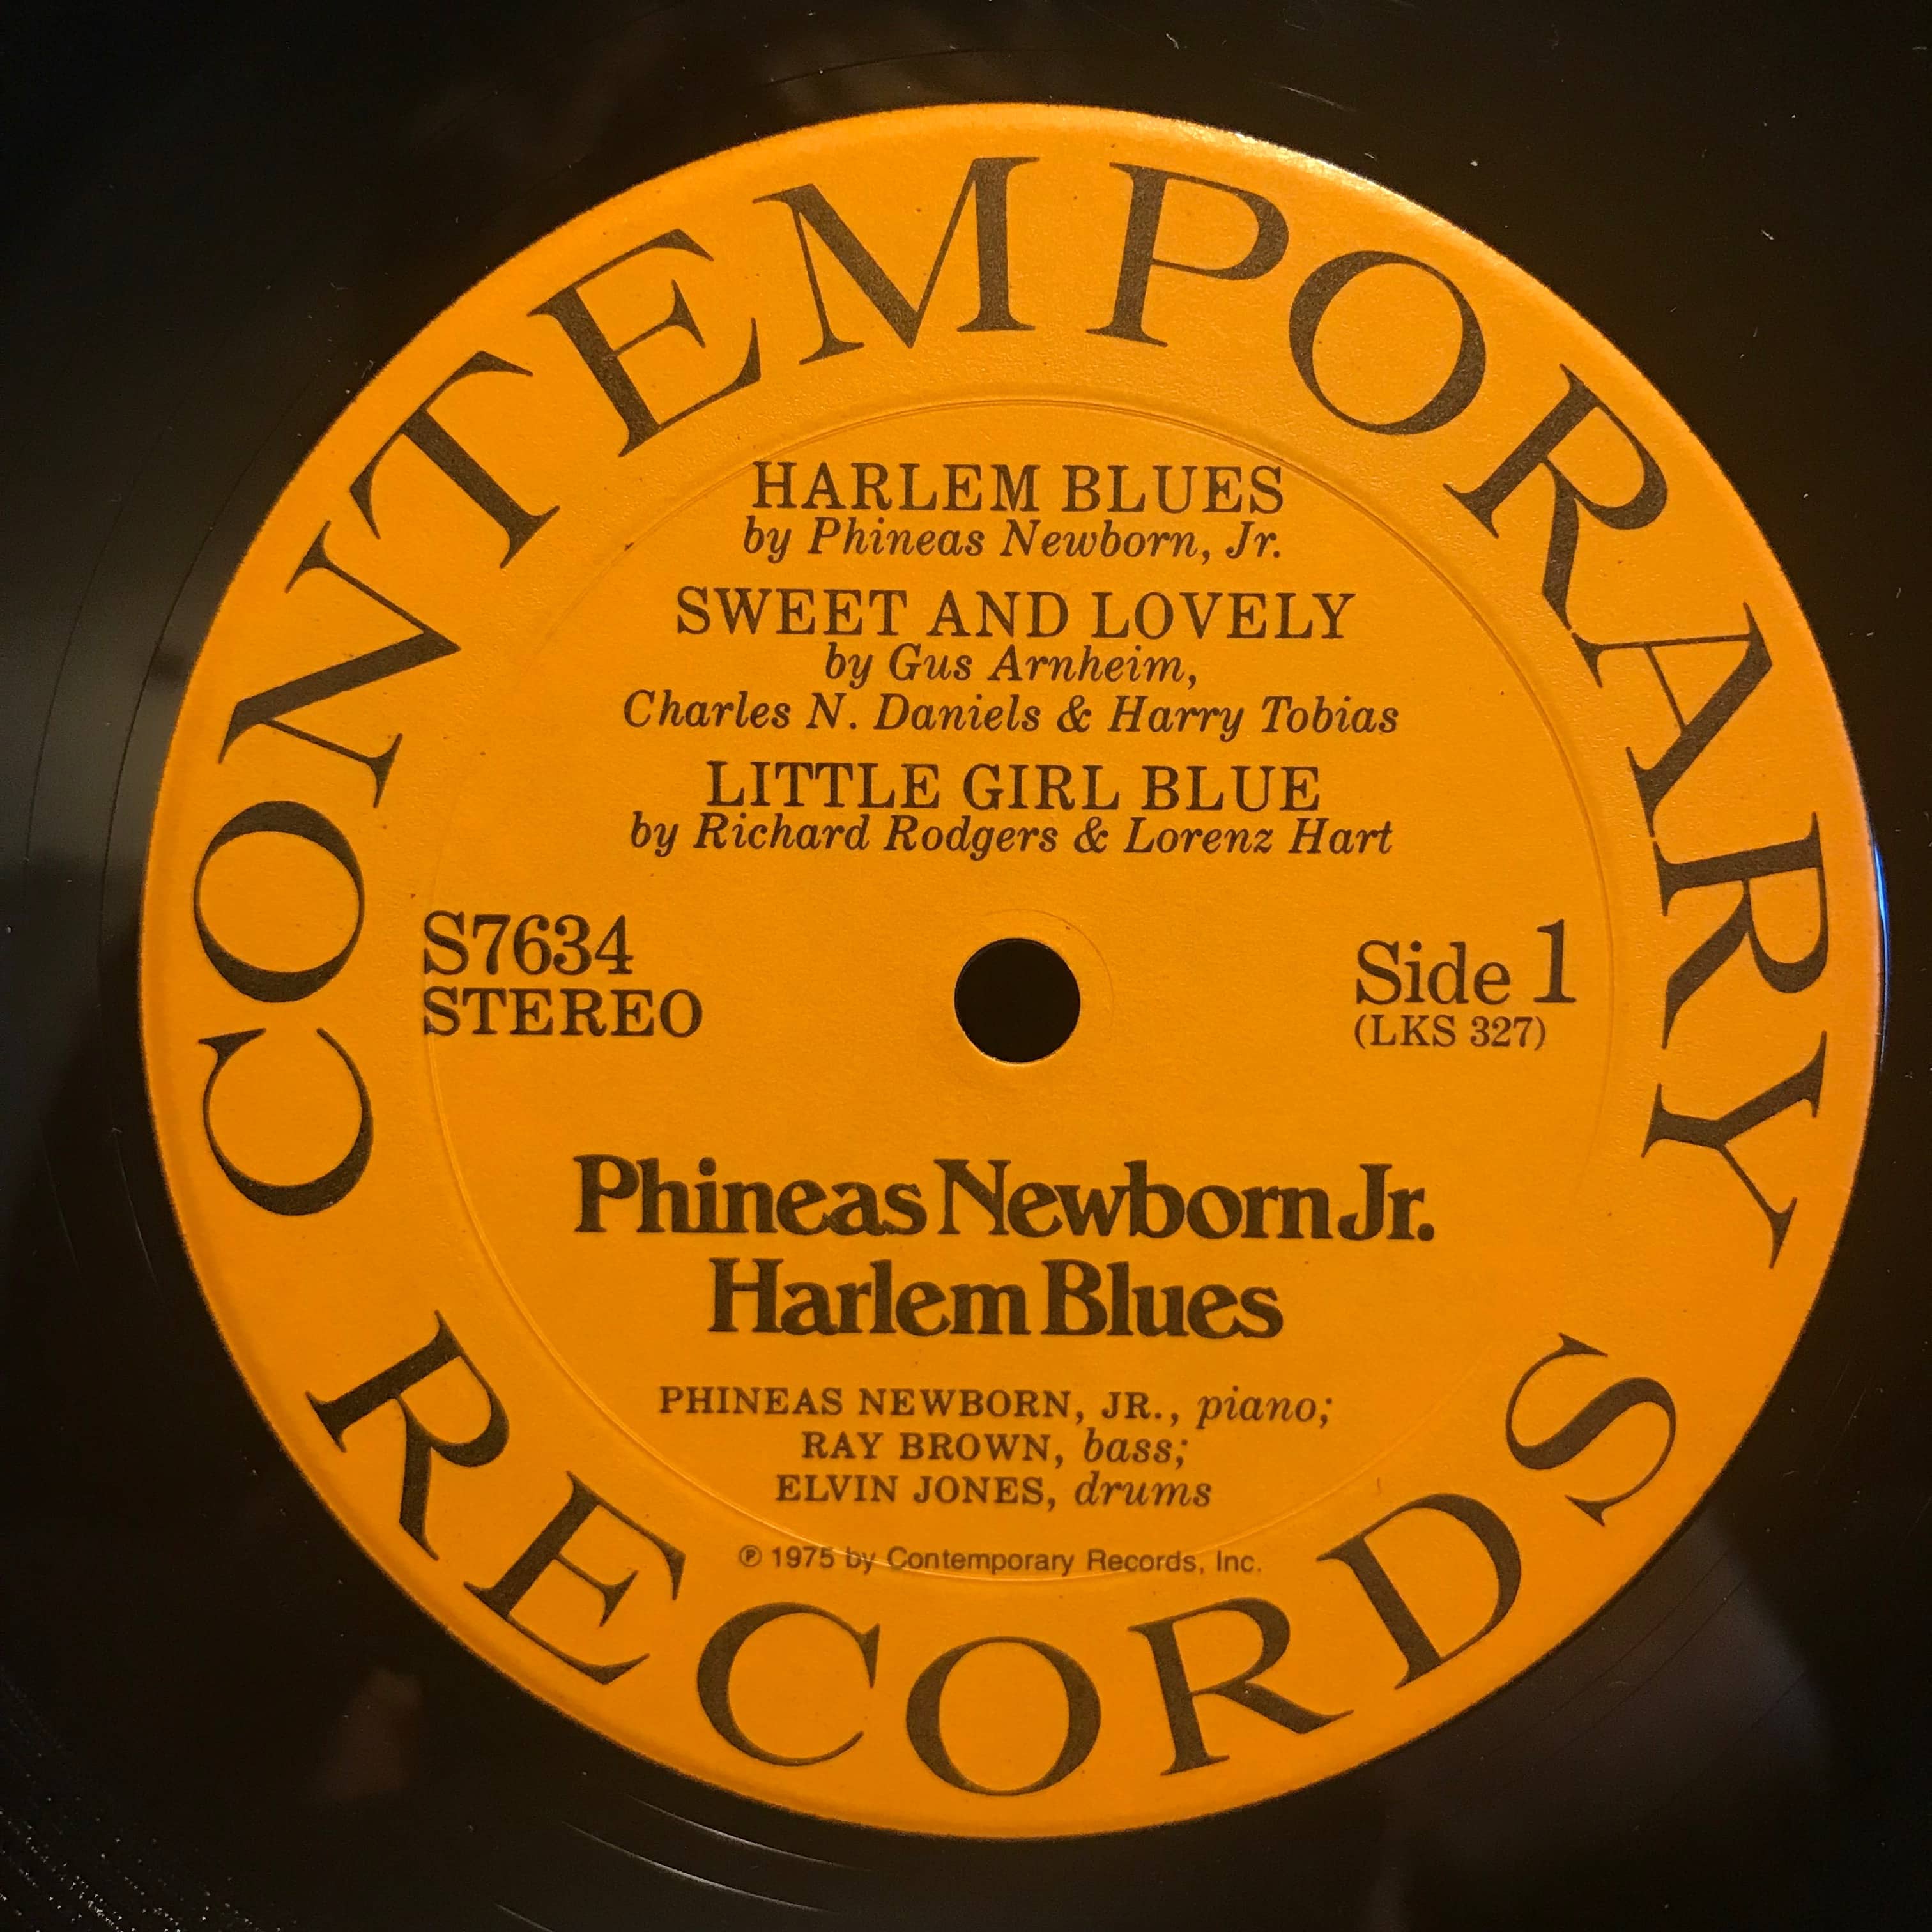 CONTEMPORARY
HARLEM BLUES
by Phineas Newborn, Jr.
SWEET AND LOVELY
by Gus Arnheim,
Charles N. Daniels & Harry Tobias
LITTLE GIRL BLUE
by Richard Rodgers & Lorenz Hart
S7634
STEREO
Side 1
(LKS 327)
Phineas Newborn Jr.
Harlem Blues
PHINEAS NEWBORN, JR., piano;
RAY BROWN, bass;
ELVIN JONES, drums
℗ 1975 by Contemporary Records, Inc.
RECORDS